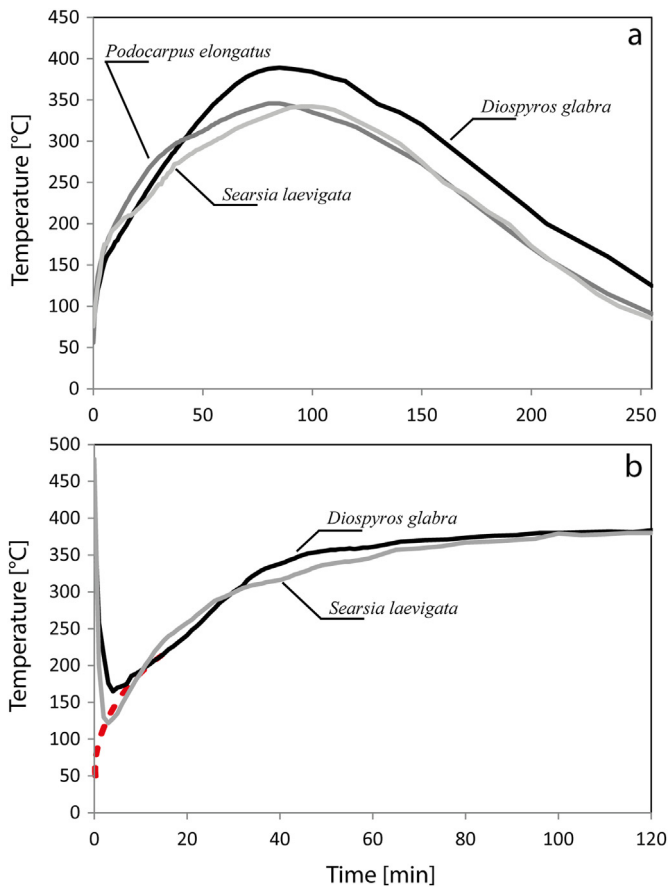 450
400
350
300
250
200
150
100
50
0
Temperature [°C]
a
Podocarpus elongatus
Diospyros glabra
Searsia laevigata
0 50 100 150 200 250
500
450
400
350
300
250
200
150
100
50
0
Temperature [°C]
b
Diospyros glabra
Searsia laevigata
0 20 40 60 80 100 120
Time [min]